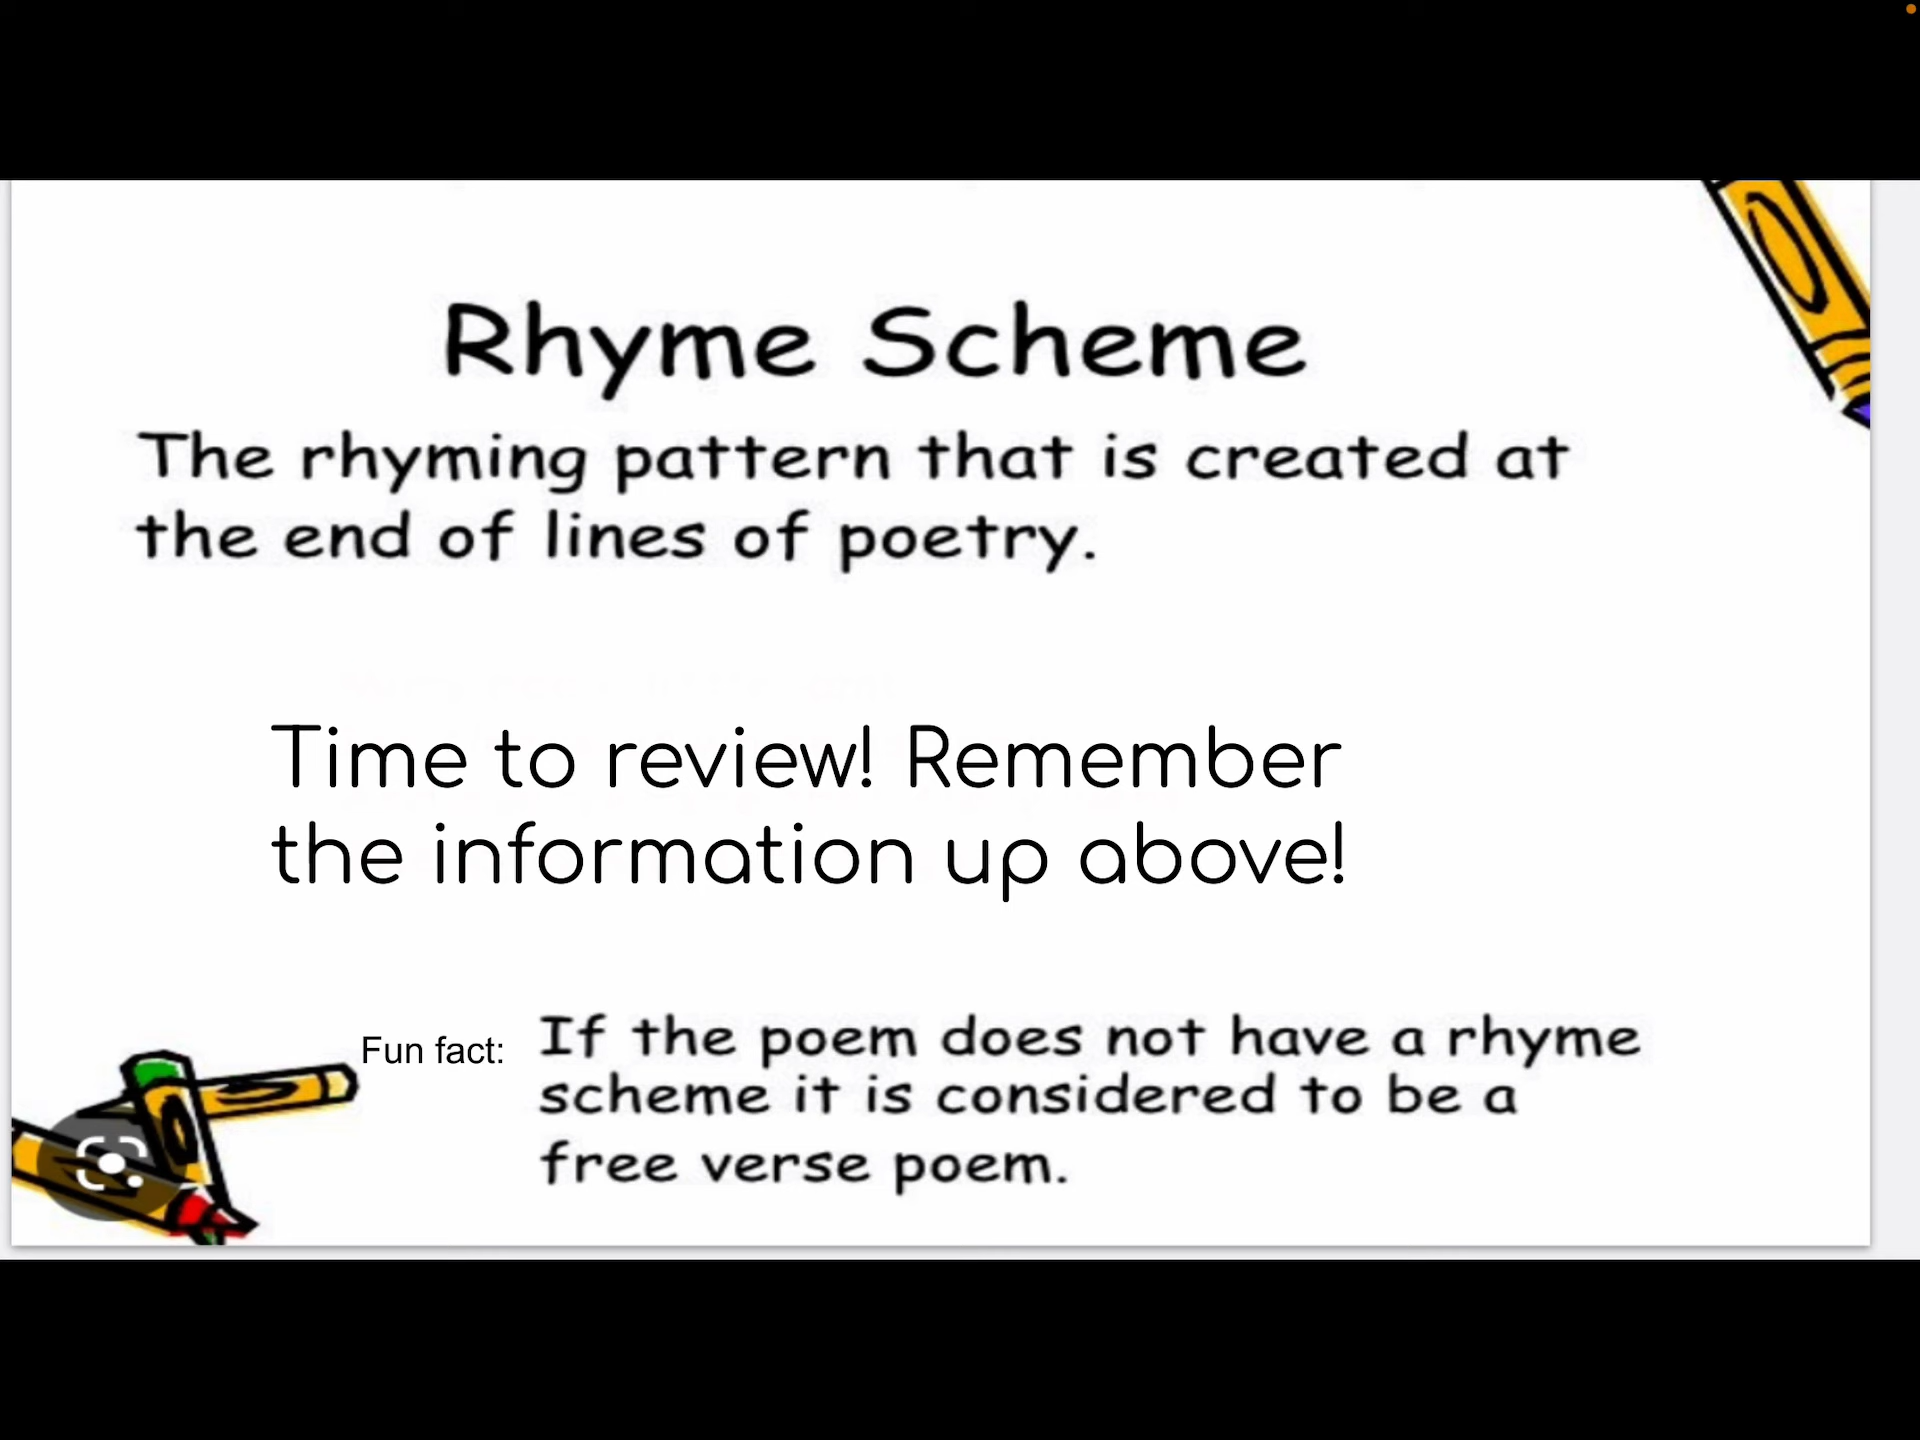 Rhyme Scheme
The rhyming pattern that is created at
the end of lines of poetry.
Time to review! Remember
the information up above!
Fun fact: If the poem does not have a rhyme
scheme it is considered to be a
free verse poem.